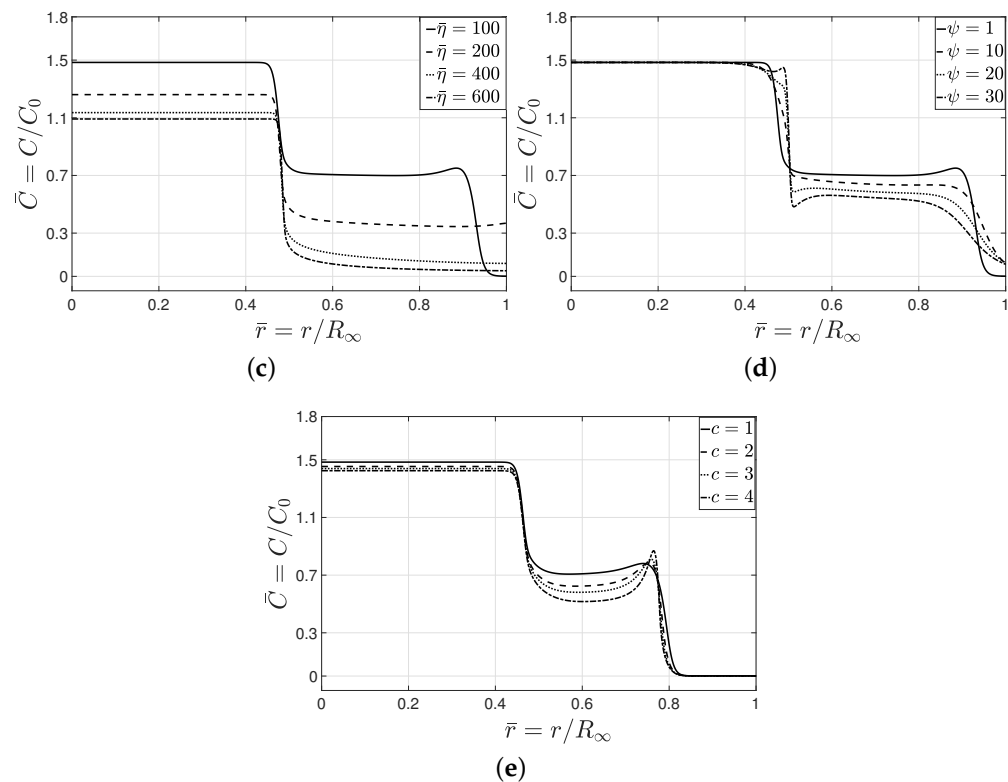 1.8
1.5
1.1
0.7
0.3
0
C̄ = C/C₀
0 0.2 0.4 0.6 0.8 1
r̄ = r/R∞
η̄ = 100
η̄ = 200
η̄ = 400
η̄ = 600
(c)
1.8
1.5
1.1
0.7
0.3
0
C̄ = C/C₀
0 0.2 0.4 0.6 0.8 1
r̄ = r/R∞
ψ = 1
ψ = 10
ψ = 20
ψ = 30
(d)
1.8
1.5
1.1
0.7
0.3
0
C̄ = C/C₀
0 0.2 0.4 0.6 0.8 1
r̄ = r/R∞
c = 1
c = 2
c = 3
c = 4
(e)